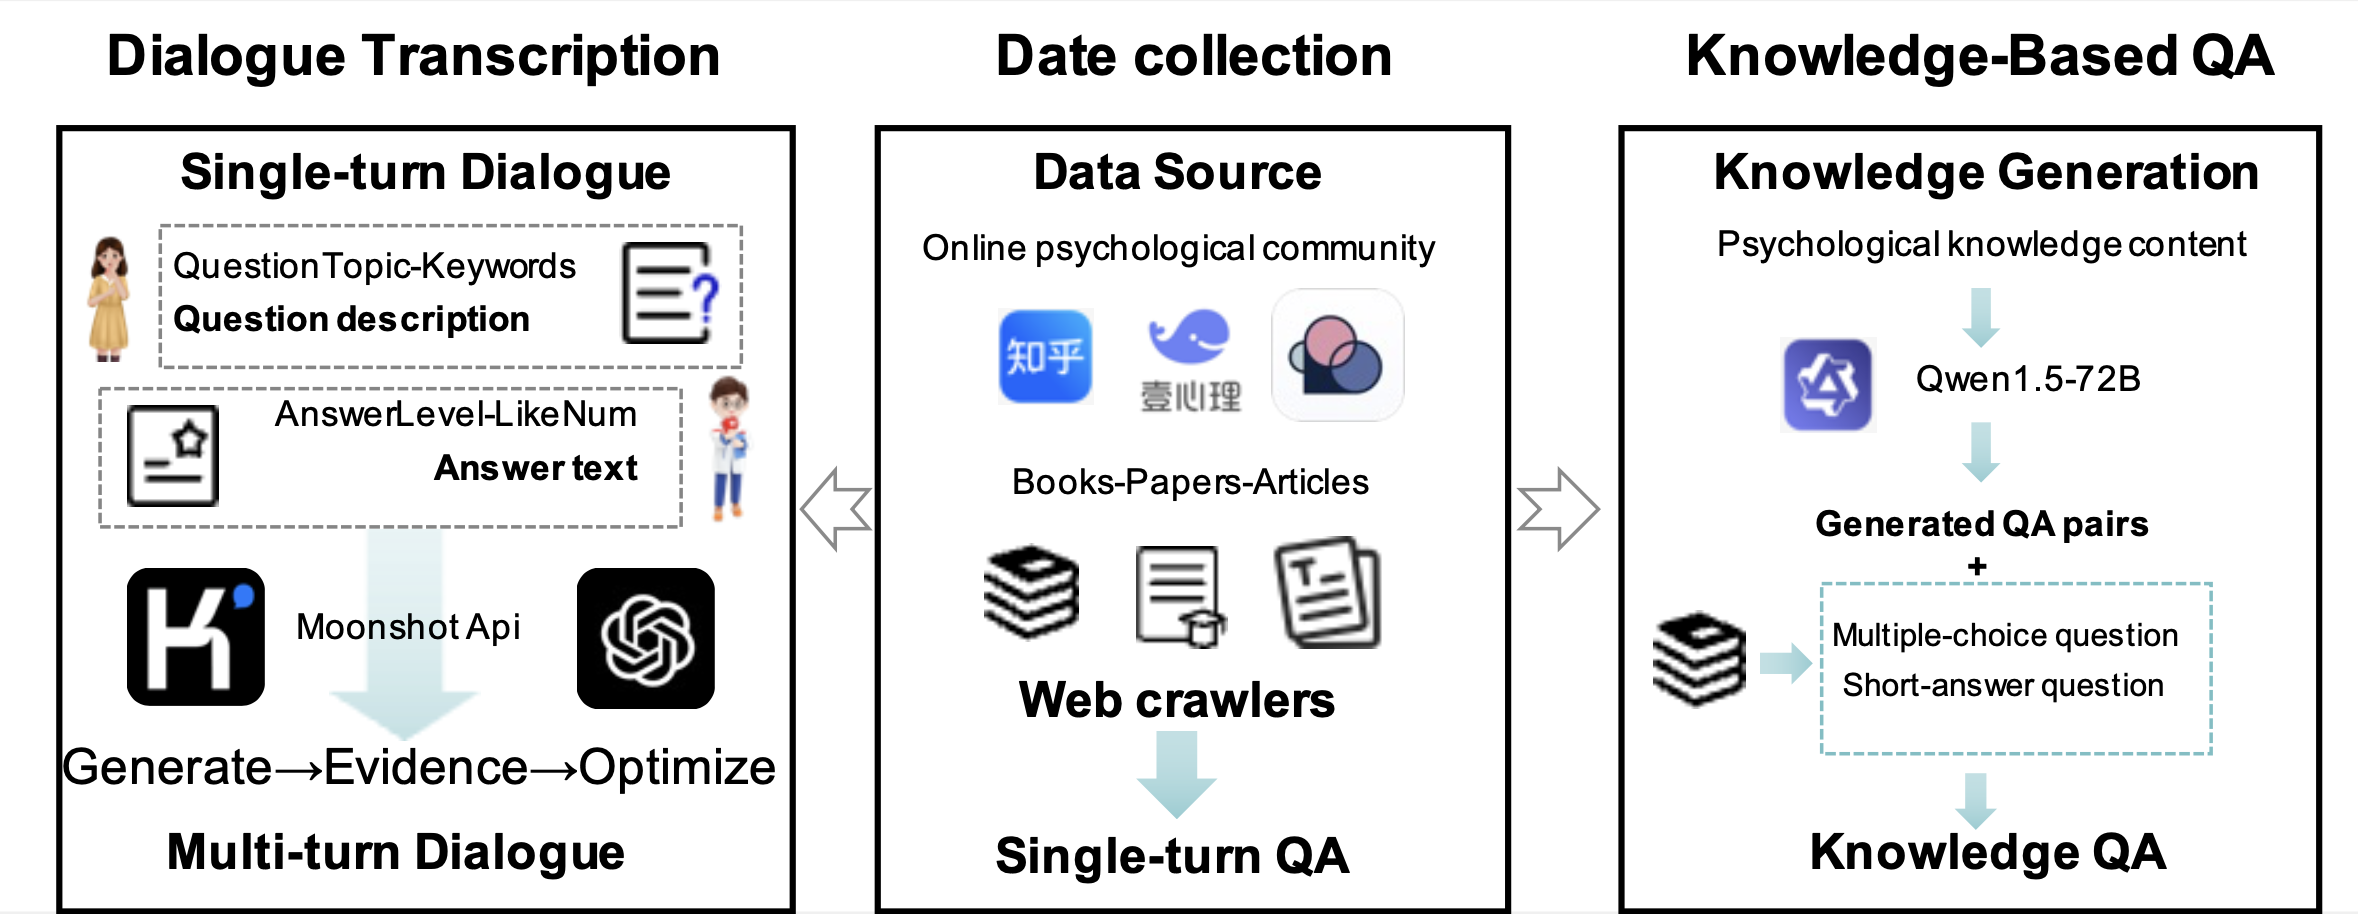 Dialogue Transcription
Single-turn Dialogue
Question Topic-Keywords
Question description
?
AnswerLevel-LikeNum
Answer text
Moonshot Api
Generate→Evidence→Optimize
Multi-turn Dialogue
Date collection
Data Source
Online psychological community
知乎
壹心理
Books-Papers-Articles
T
Web crawlers
Single-turn QA
Knowledge-Based QA
Knowledge Generation
Psychological knowledge content
Qwen1.5-72B
Generated QA pairs
+
Multiple-choice question
Short-answer question
Knowledge QA